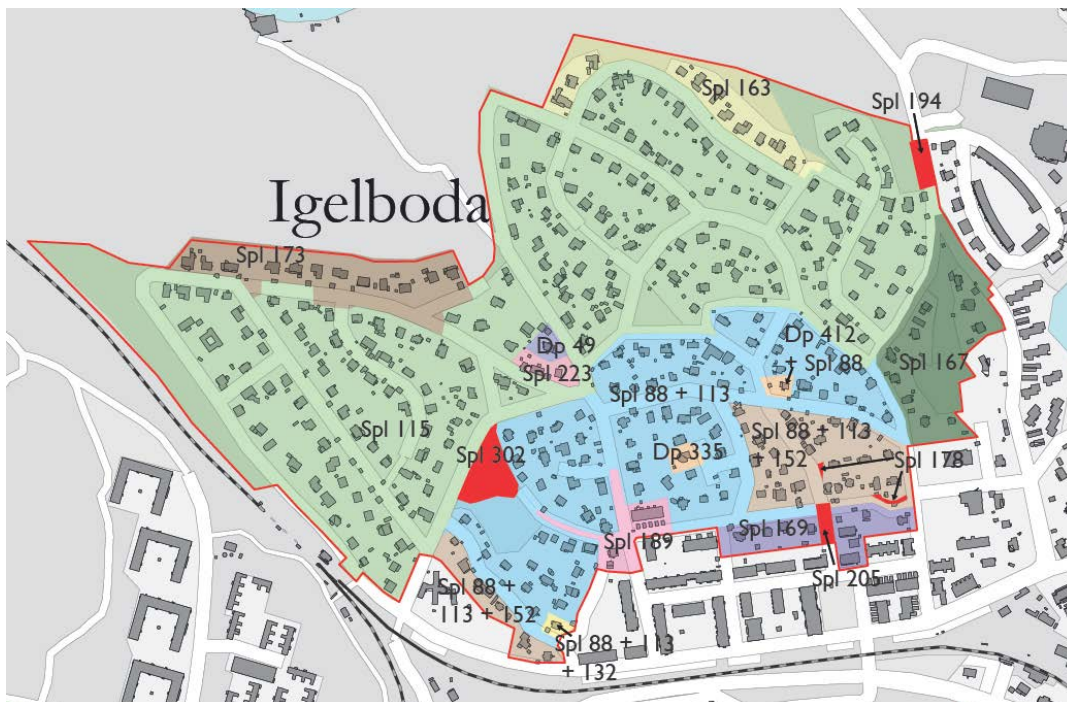 Spl 163
Spl 194
Igelboda
Spl 173
Dp 49
Spl 223
Dp 412
+ Spl 88
Spl 167
Spl 88 + 113
Spl 115
Spl 302
Dp 335
Spl 88 + 113
+ 152
Spl 178
Spl 169
Spl 189
Spl 205
Spl 88 +
113 + 152
Spl 88 + 113
+ 132